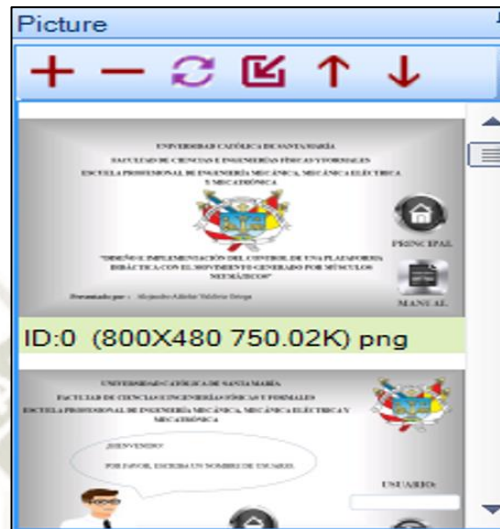 Picture
UNIVERSIDAD CATÓLICA DE SANTA MARÍA
FACULTAD DE CIENCIAS E INGENIERÍAS FÍSICAS Y FORMALES
ESCUELA PROFESIONAL DE INGENIERÍA MECÁNICA, MECÁNICA ELÉCTRICA
Y MECATRÓNICA
"DISEÑO E IMPLEMENTACIÓN DEL CONTROL DE UNA PLATAFORMA
DIDÁCTICA CON EL MOVIMIENTO GENERADO POR MÚSCULOS
NEUMÁTICOS"
PRINCIPAL
Presentado por : Alejandro
MANUAL
ID:0 (800X480 750.02K) png
UNIVERSIDAD CATÓLICA DE SANTA MARÍA
FACULTAD DE CIENCIAS E INGENIERÍAS FÍSICAS Y FORMALES
ESCUELA PROFESIONAL DE INGENIERÍA MECÁNICA, MECÁNICA ELÉCTRICA Y
MECATRÓNICA
¡BIENVENIDO!
POR FAVOR, ESCRIBA UN NOMBRE DE USUARIO.
USUARIO: